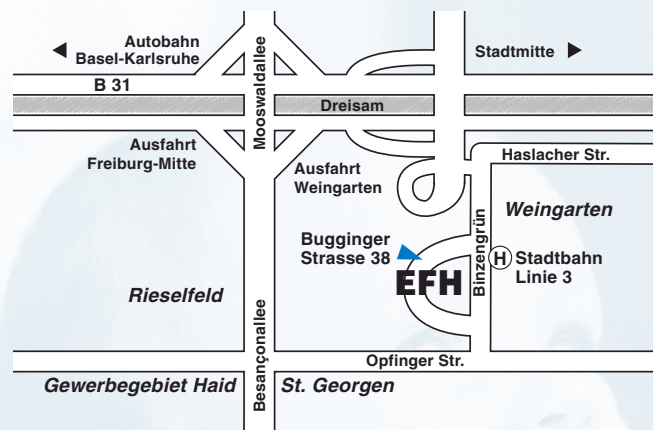 Autobahn
Basel-Karlsruhe
Stadtmitte
B 31
Mooswaldallee
Dreisam
Ausfahrt
Freiburg-Mitte
Ausfahrt
Weingarten
Haslacher Str.
Weingarten
Bugginger
Strasse 38
EFH
Binzengrün
H
Stadtbahn
Linie 3
Rieselfeld
Besançonallee
Opfinger Str.
Gewerbegebiet Haid
St. Georgen